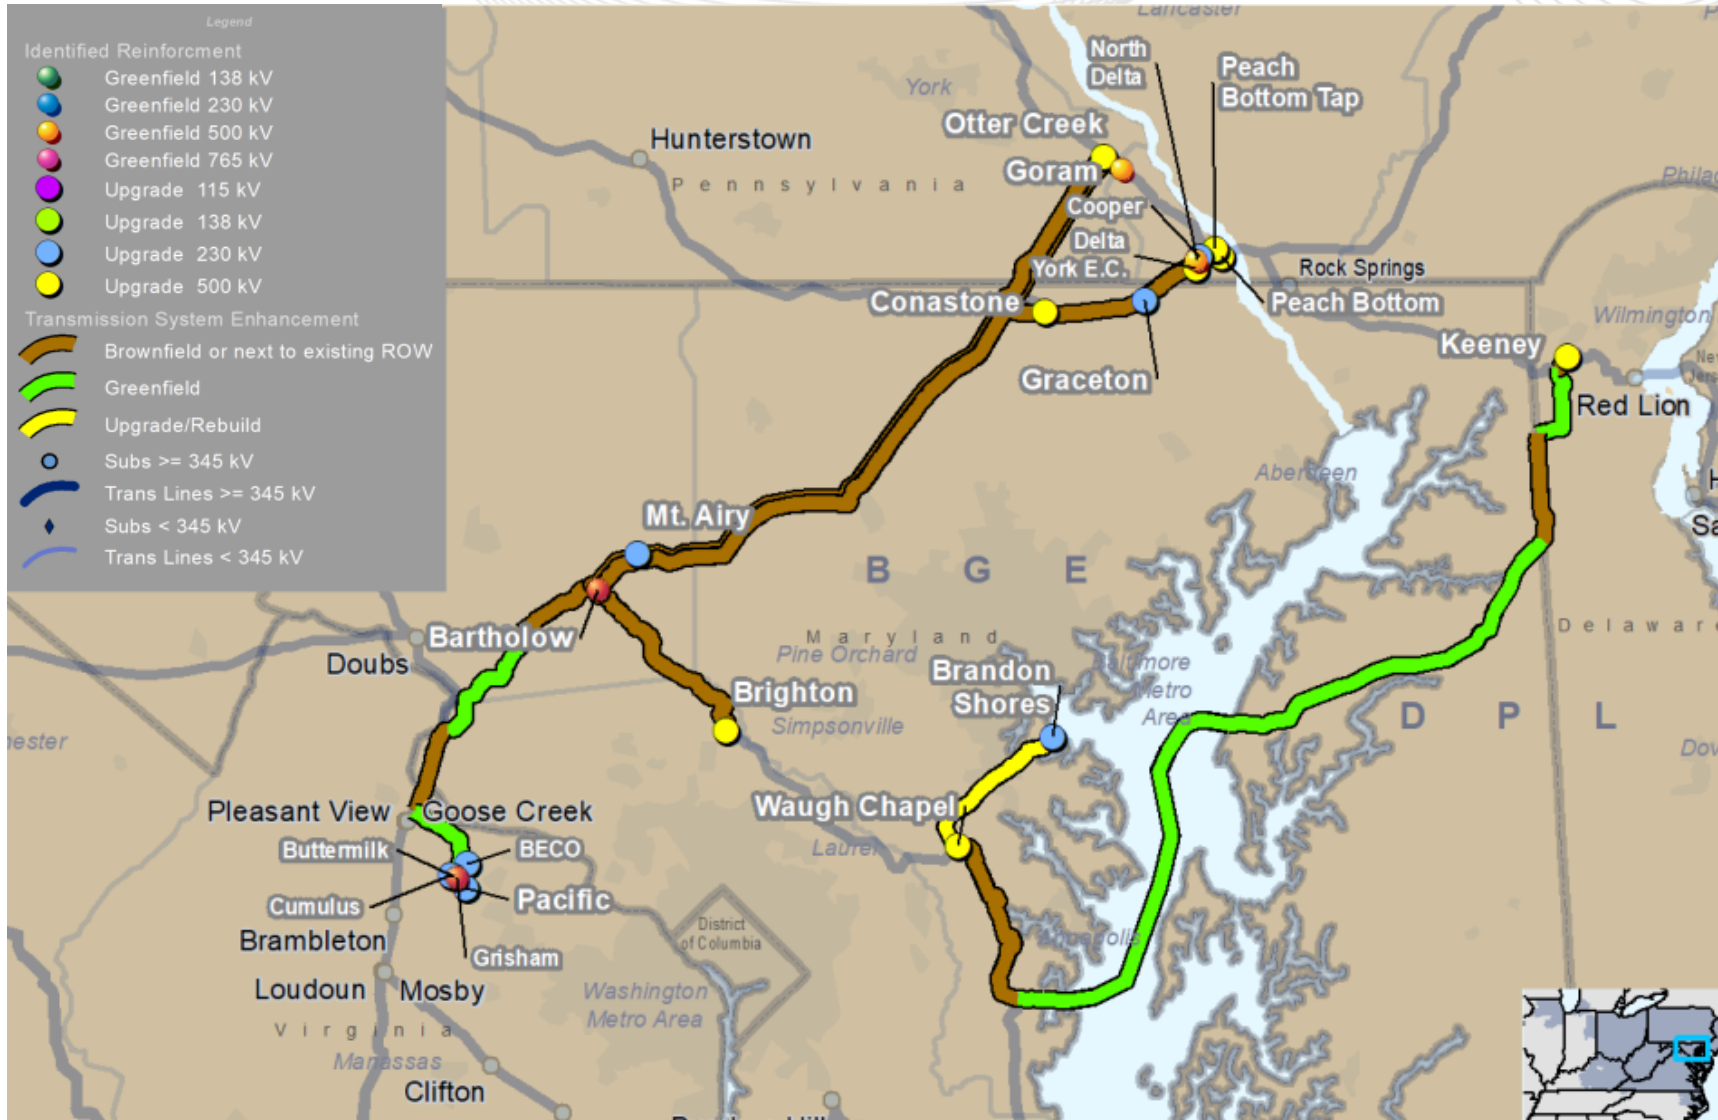 Legend
Identified Reinforcment
Greenfield 138 kV
Greenfield 230 kV
Greenfield 500 kV
Greenfield 765 kV
Upgrade 115 kV
Upgrade 138 kV
Upgrade 230 kV
Upgrade 500 kV
Transmission System Enhancement
Brownfield or next to existing ROW
Greenfield
Upgrade/Rebuild
Subs >= 345 kV
Trans Lines >= 345 kV
Subs < 345 kV
Trans Lines < 345 kV
Lancaster
North
Delta
Peach
Bottom Tap
York
Otter Creek
Hunterstown
Goram
Pennsylvania
Cooper
Delta
York E.C.
Rock Springs
Conastone
Peach Bottom
Wilmington
Keeney
Graceton
Red Lion
Aberdeen
Mt. Airy
BGE
Bartholow
Maryland
Delaware
Pine Orchard
Doubs
Baltimore
Metro
Area
Brandon
Shores
Brighton
Simpsonville
DPL
Waugh Chapel
Pleasant View
Goose Creek
Buttermilk
BECO
Laurel
Cumulus
Pacific
Brambleton
District
of Columbia
Annapolis
Grisham
Loudoun
Mosby
Washington
Metro Area
Virginia
Manassas
Clifton